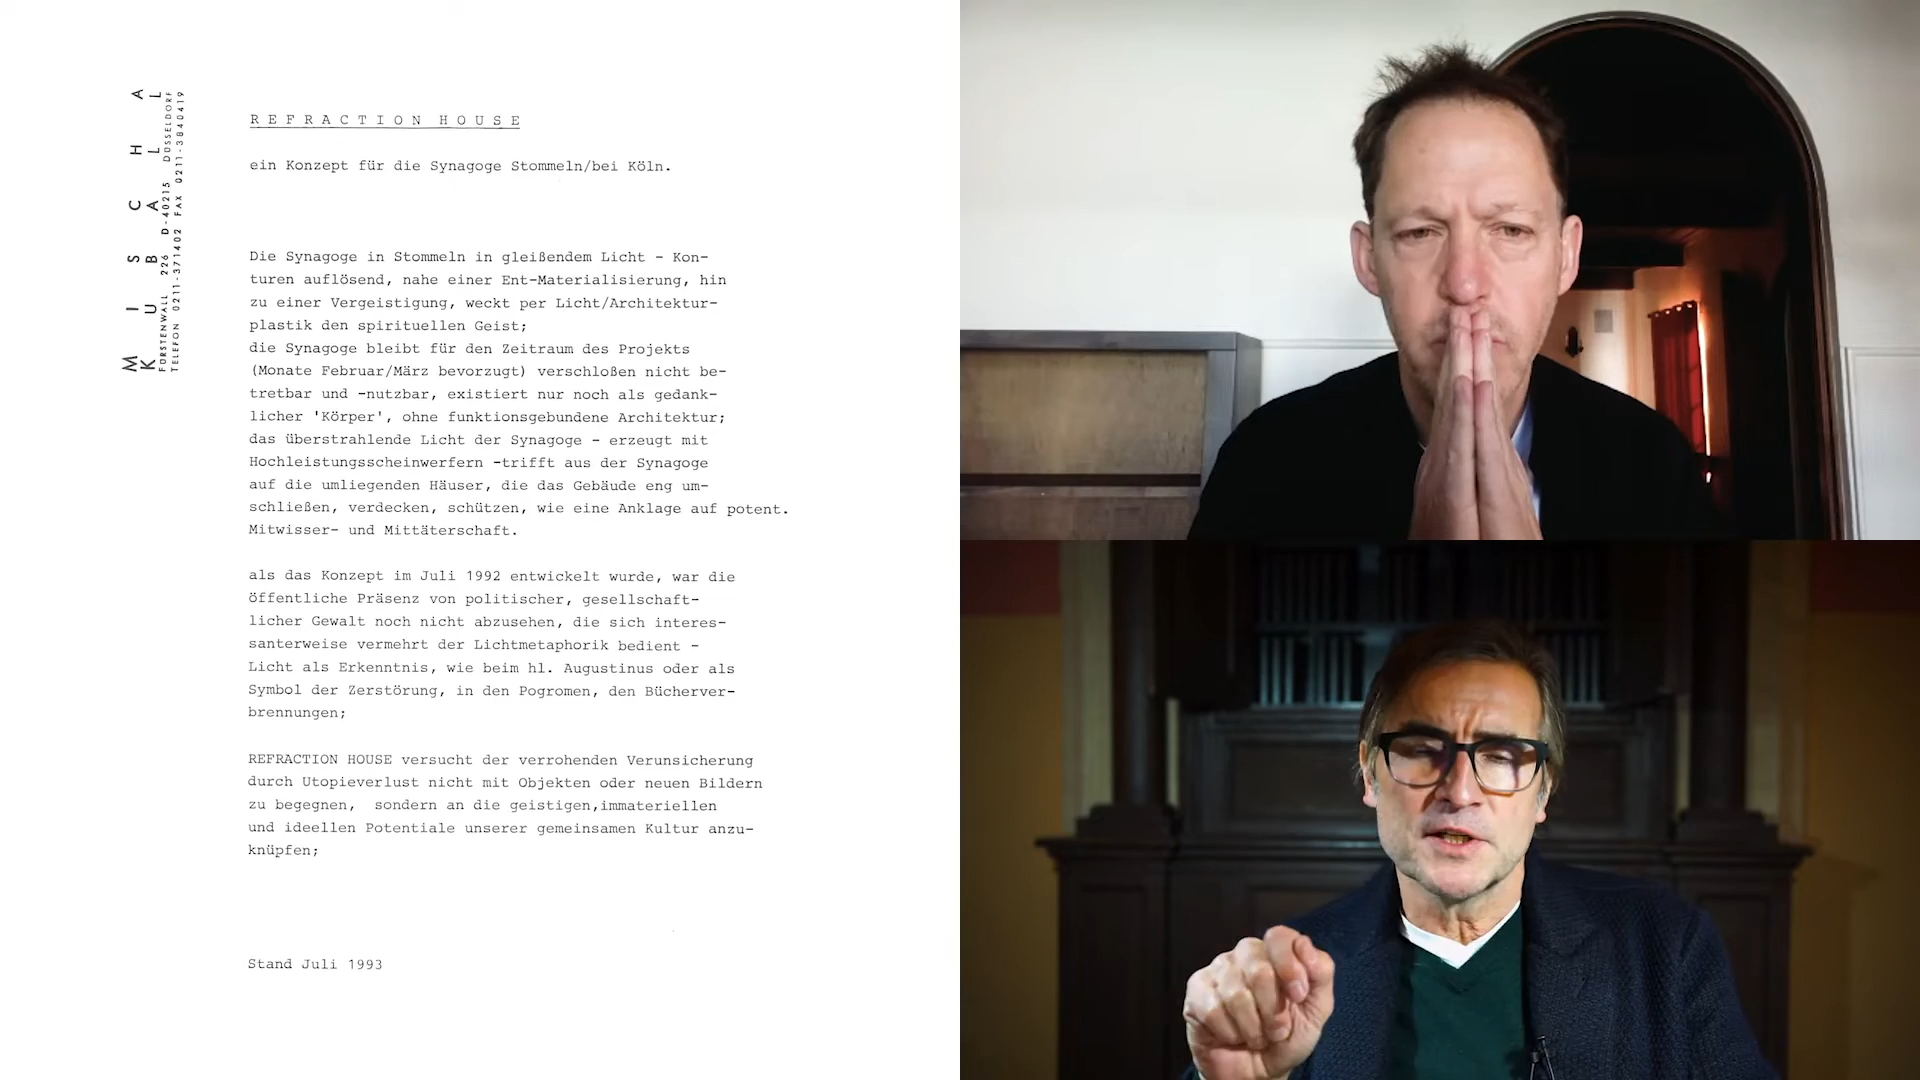 MISCHA
KUBALL
FÜRSTENWALL 226 D-40215 DÜSSELDORF
TELEFON 0211-371402 FAX 0211-3840419
REFRACTION HOUSE
ein Konzept für die Synagoge Stommeln/bei Köln.
Die Synagoge in Stommeln in gleißendem Licht - Kon-
turen auflösend, nahe einer Ent-Materialisierung, hin
zu einer Vergeistigung, weckt per Licht/Architektur-
plastik den spirituellen Geist;
die Synagoge bleibt für den Zeitraum des Projekts
(Monate Februar/März bevorzugt) verschloßen nicht be-
tretbar und -nutzbar, existiert nur noch als gedank-
licher 'Körper', ohne funktionsgebundene Architektur;
das überstrahlende Licht der Synagoge - erzeugt mit
Hochleistungsscheinwerfern -trifft aus der Synagoge
auf die umliegenden Häuser, die das Gebäude eng um-
schließen, verdecken, schützen, wie eine Anklage auf potent.
Mitwisser- und Mittäterschaft.
als das Konzept im Juli 1992 entwickelt wurde, war die
öffentliche Präsenz von politischer, gesellschaft-
licher Gewalt noch nicht abzusehen, die sich interes-
santerweise vermehrt der Lichtmetaphorik bedient -
Licht als Erkenntnis, wie beim hl. Augustinus oder als
Symbol der Zerstörung, in den Pogromen, den Bücherver-
brennungen;
REFRACTION HOUSE versucht der verrohenden Verunsicherung
durch Utopieverlust nicht mit Objekten oder neuen Bildern
zu begegnen, sondern an die geistigen,immateriellen
und ideellen Potentiale unserer gemeinsamen Kultur anzu-
knüpfen;
Stand Juli 1993